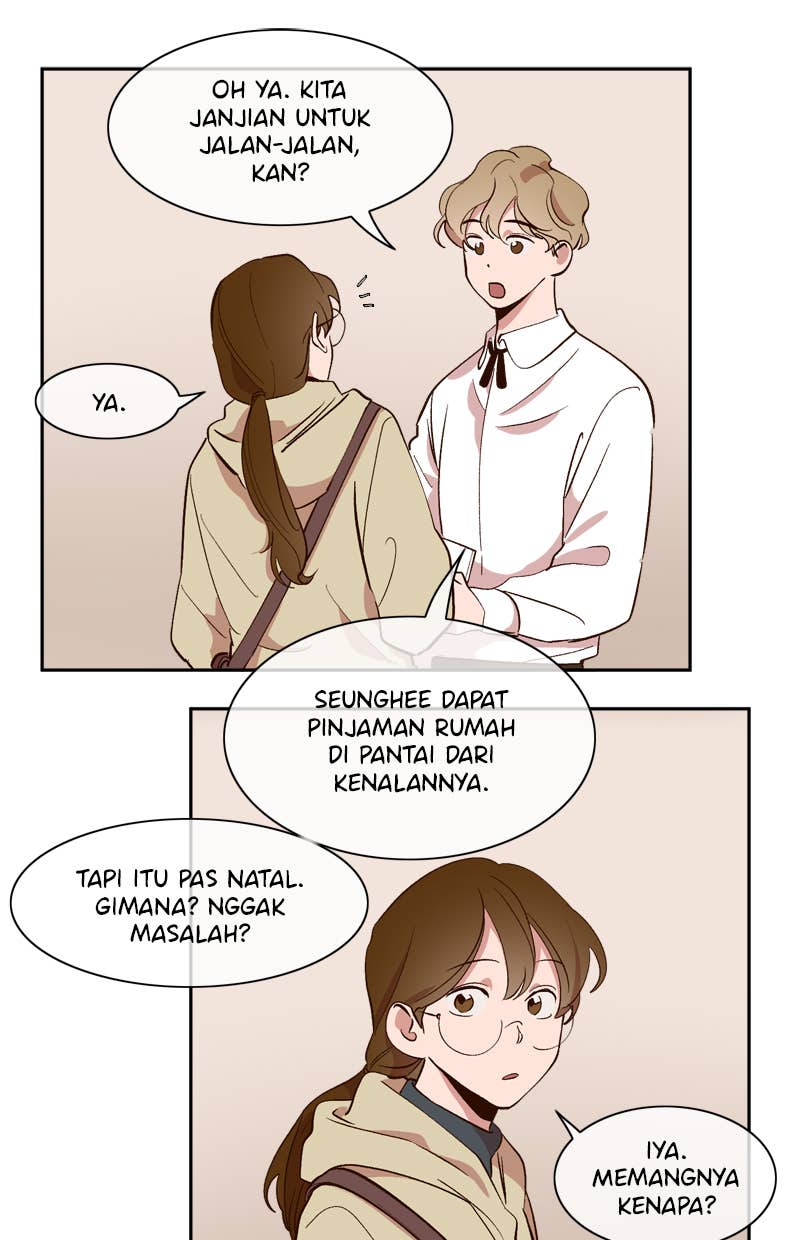 OH YA. KITA
JANJIAN UNTUK
JALAN-JALAN,
KAN?
YA.
SEUNGHEE DAPAT
PINJAMAN RUMAH
DI PANTAI DARI
KENALANNYA.
TAPI ITU PAS NATAL.
GIMANA? NGGAK
MASALAH?
IYA.
MEMANGNYA
KENAPA?